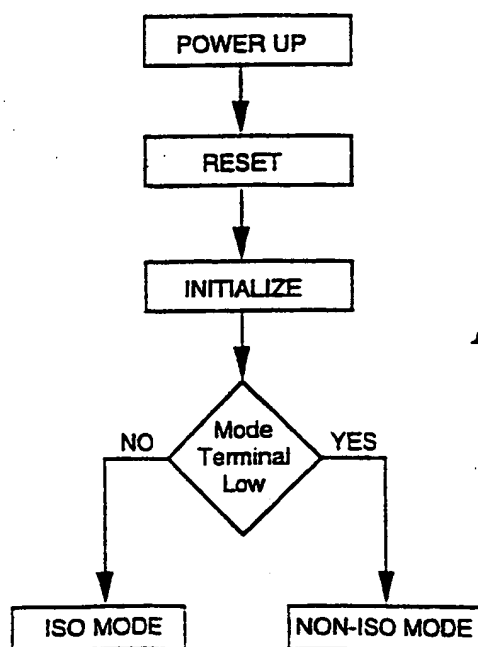 POWER UP
RESET
INITIALIZE
Mode
Terminal
Low
NO
YES
ISO MODE
NON-ISO MODE